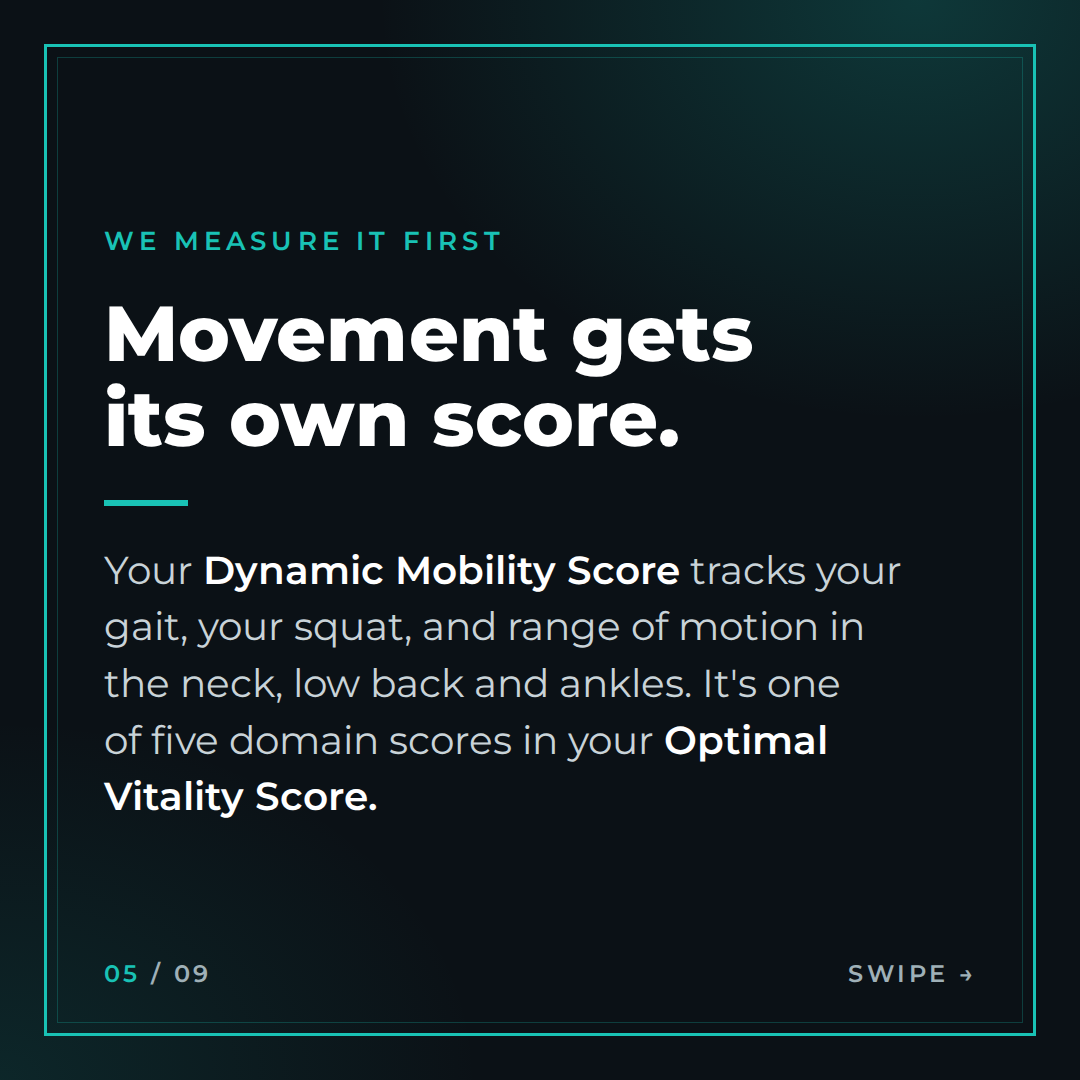 WE MEASURE IT FIRST
Movement gets
its own score.
Your Dynamic Mobility Score tracks your
gait, your squat, and range of motion in
the neck, low back and ankles. It's one
of five domain scores in your Optimal
Vitality Score.
05 / 09
SWIPE →